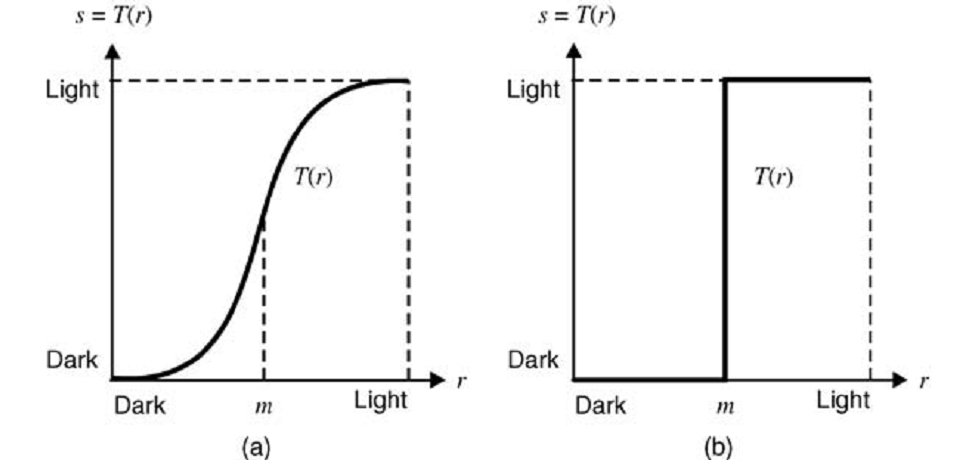 s = T(r)
Light
T(r)
Dark
r
Dark
m
Light
(a)
s = T(r)
Light
T(r)
Dark
r
Dark
m
Light
(b)